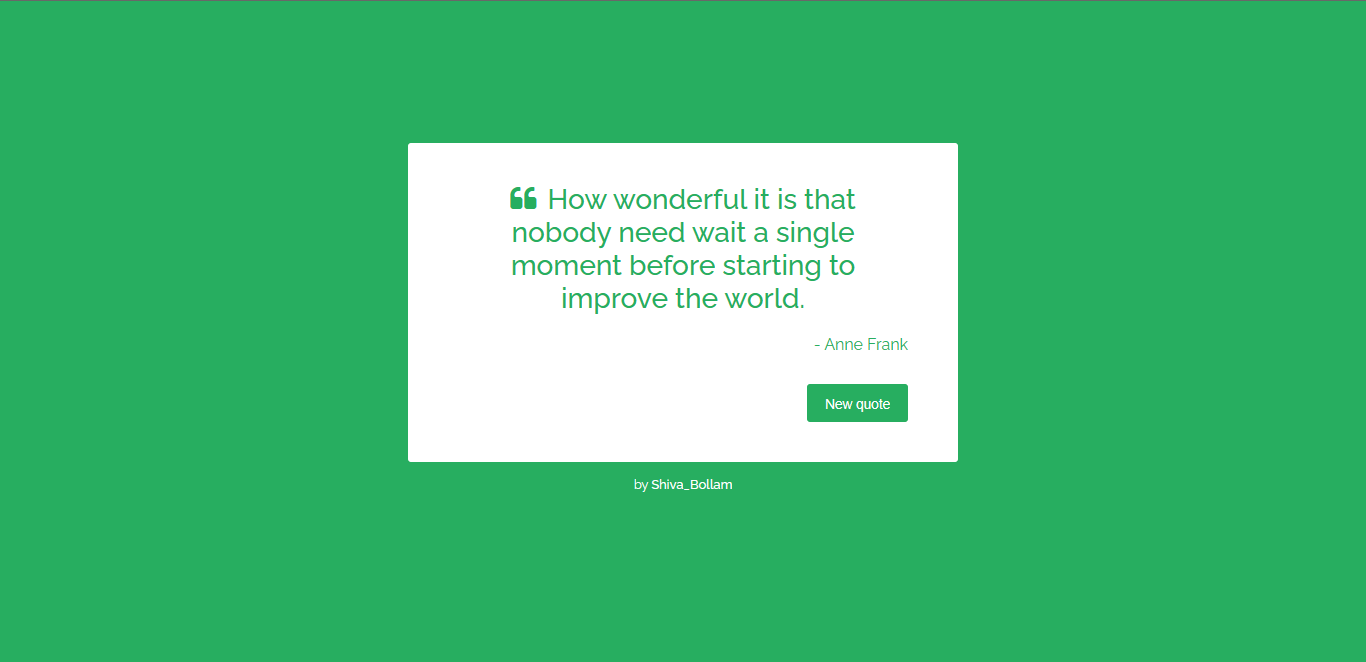 “ How wonderful it is that
nobody need wait a single
moment before starting to
improve the world.
- Anne Frank
New quote
by Shiva_Bollam